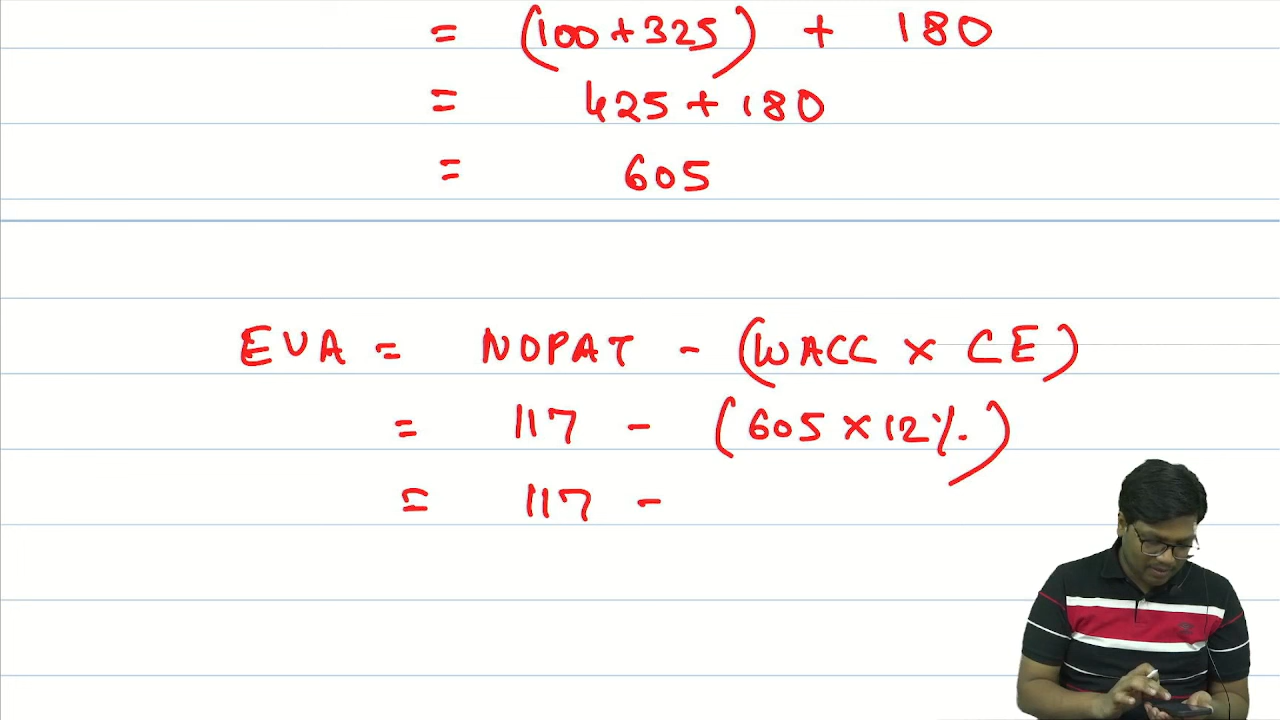 = (100+325) + 180
= 425 + 180
= 605
EVA = NOPAT - (WACC × CE)
= 117 - (605 × 12%.)
= 117 -